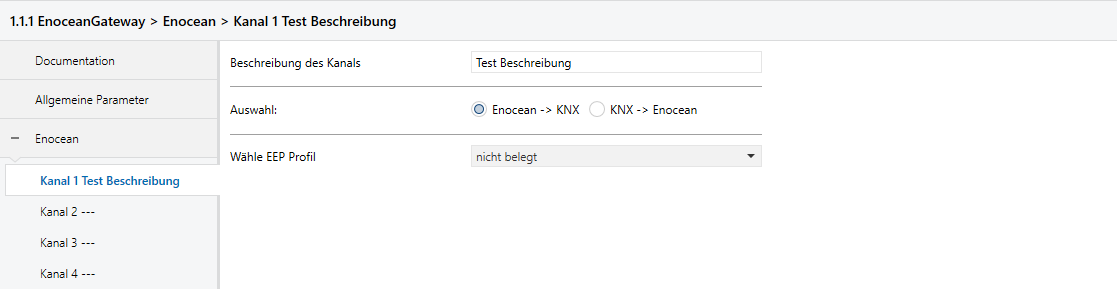 1.1.1 EnoceanGateway > Enocean > Kanal 1 Test Beschreibung
Documentation
Allgemeine Parameter
Enocean
Kanal 1 Test Beschreibung
Kanal 2 ---
Kanal 3 ---
Kanal 4 ---
Beschreibung des Kanals Test Beschreibung
Auswahl: Enocean -> KNX KNX -> Enocean
Wähle EEP Profil nicht belegt